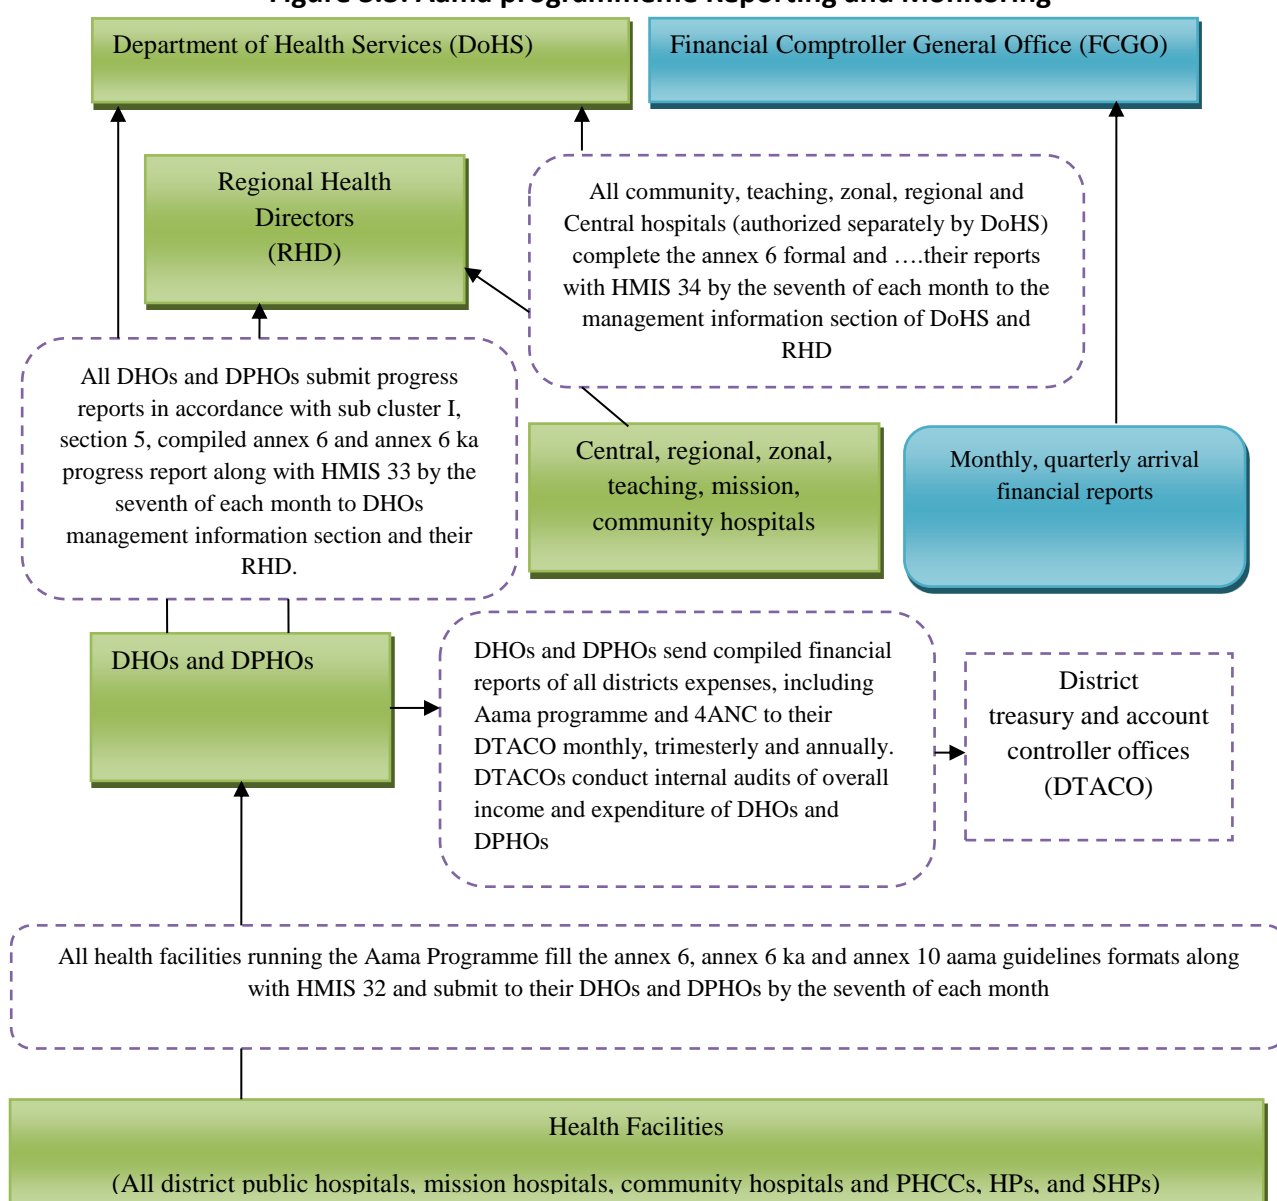 Figure 3.3: Aama programmeme Reporting and Monitoring
Department of Health Services (DoHS)
Financial Comptroller General Office (FCGO)
Regional Health
Directors
(RHD)
All community, teaching, zonal, regional and
Central hospitals (authorized separately by DoHS)
complete the annex 6 formal and ….their reports
with HMIS 34 by the seventh of each month to the
management information section of DoHS and
RHD
All DHOs and DPHOs submit progress
reports in accordance with sub cluster I,
section 5, compiled annex 6 and annex 6 ka
progress report along with HMIS 33 by the
seventh of each month to DHOs
management information section and their
RHD.
Central, regional, zonal,
teaching, mission,
community hospitals
Monthly, quarterly arrival
financial reports
DHOs and DPHOs
DHOs and DPHOs send compiled financial
reports of all districts expenses, including
Aama programme and 4ANC to their
DTACO monthly, trimesterly and annually.
DTACOs conduct internal audits of overall
income and expenditure of DHOs and
DPHOs
District
treasury and account
controller offices
(DTACO)
All health facilities running the Aama Programme fill the annex 6, annex 6 ka and annex 10 aama guidelines formats along
with HMIS 32 and submit to their DHOs and DPHOs by the seventh of each month
Health Facilities
(All district public hospitals, mission hospitals, community hospitals and PHCCs, HPs, and SHPs)